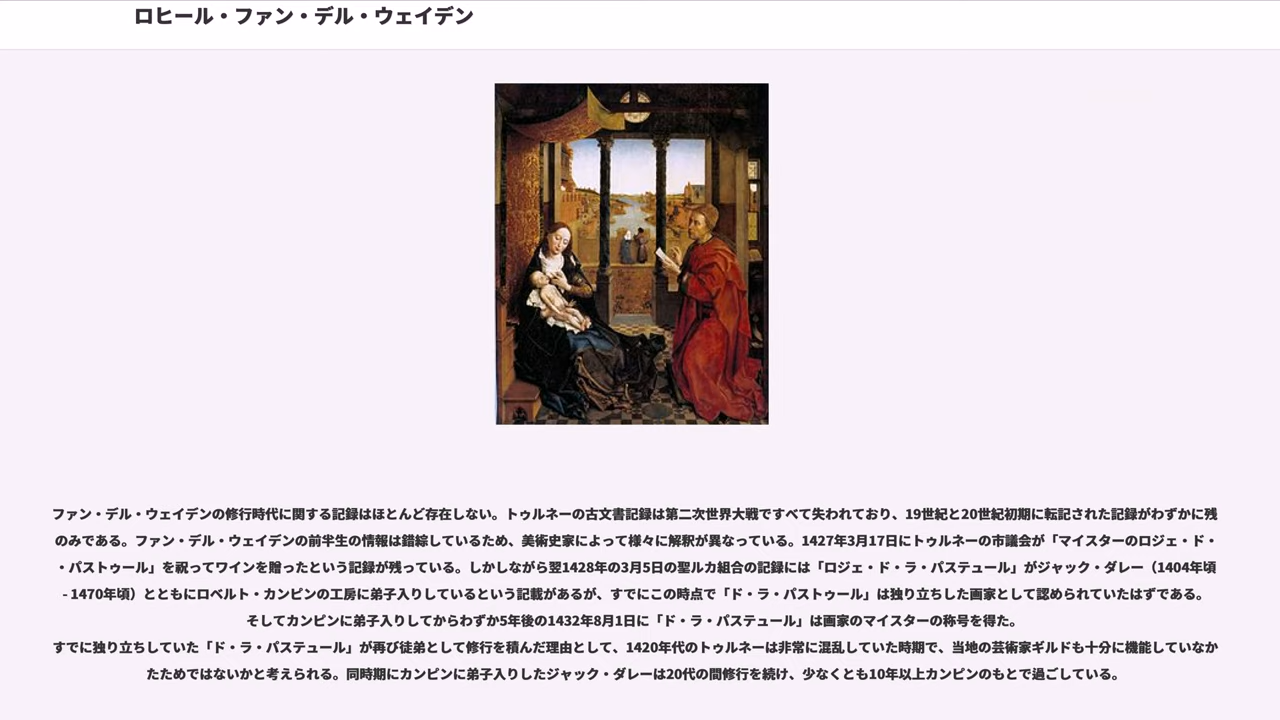 ロヒール・ファン・デル・ウェイデン
ファン・デル・ウェイデンの修行時代に関する記録はほとんど存在しない。トゥルネーの古文書記録は第二次世界大戦ですべて失われており、19世紀と20世紀初期に転記された記録がわずかに残
のみである。ファン・デル・ウェイデンの前半生の情報は錯綜しているため、美術史家によって様々に解釈が異なっている。1427年3月17日にトゥルネーの市議会が「マイスターのロジェ・ド・
・パストゥール」を祝ってワインを贈ったという記録が残っている。しかしながら翌1428年の3月5日の聖ルカ組合の記録には「ロジェ・ド・ラ・パステュール」がジャック・ダレー（1404年頃
- 1470年頃）とともにロベルト・カンピンの工房に弟子入りしているという記載があるが、すでにこの時点で「ド・ラ・パストゥール」は独り立ちした画家として認められていたはずである。
そしてカンピンに弟子入りしてからわずか5年後の1432年8月1日に「ド・ラ・パステュール」は画家のマイスターの称号を得た。
すでに独り立ちしていた「ド・ラ・パステュール」が再び徒弟として修行を積んだ理由として、1420年代のトゥルネーは非常に混乱していた時期で、当地の芸術家ギルドも十分に機能していなか
たためではないかと考えられる。同時期にカンピンに弟子入りしたジャック・ダレーは20代の間修行を続け、少なくとも10年以上カンピンのもとで過ごしている。